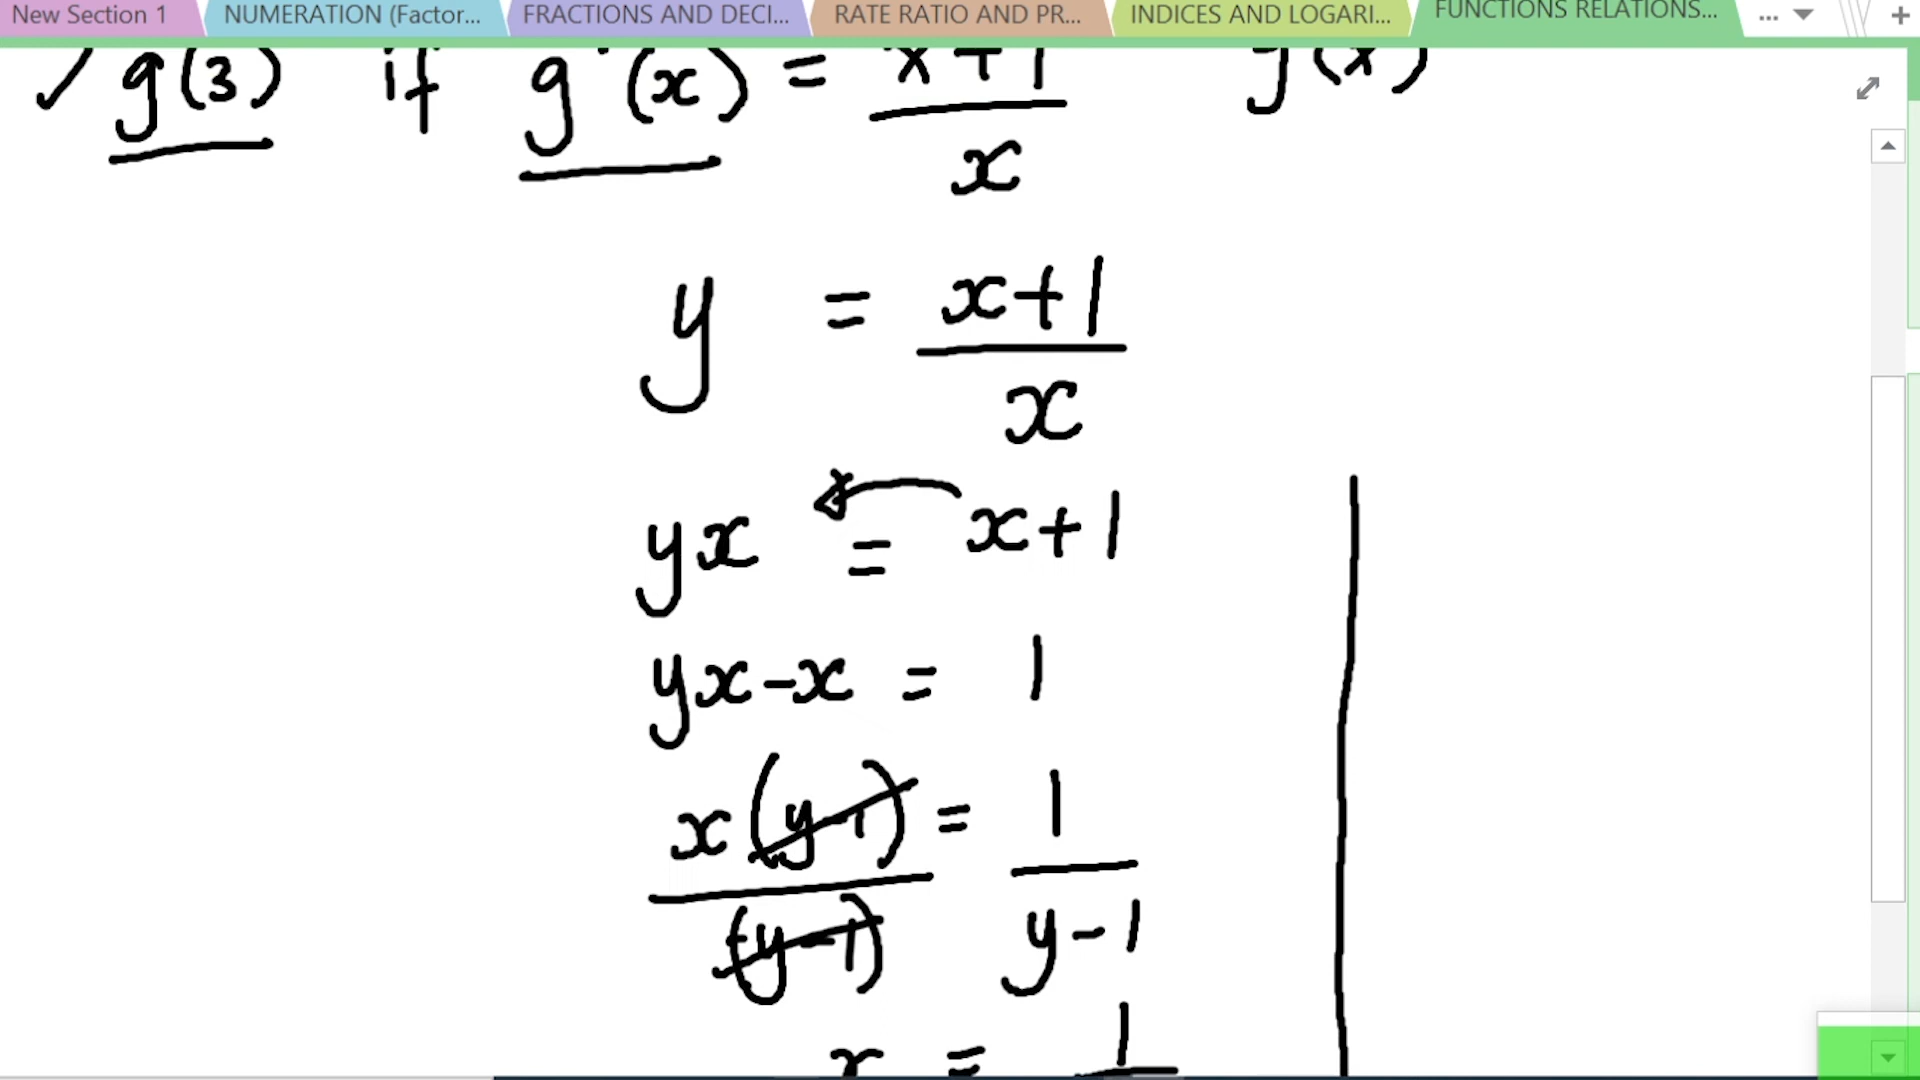 New Section 1 NUMERATION (Factor... FRACTIONS AND DECI... RATE RATIO AND PR... INDICES AND LOGARI... FUNCTIONS RELATIONS... ... +
g(3) if g (x) = x+1 g(x)
x
y = x+1
x
yx = x+1
yx-x = 1
x(y-1) = 1
(y-1) y-1
x = 1